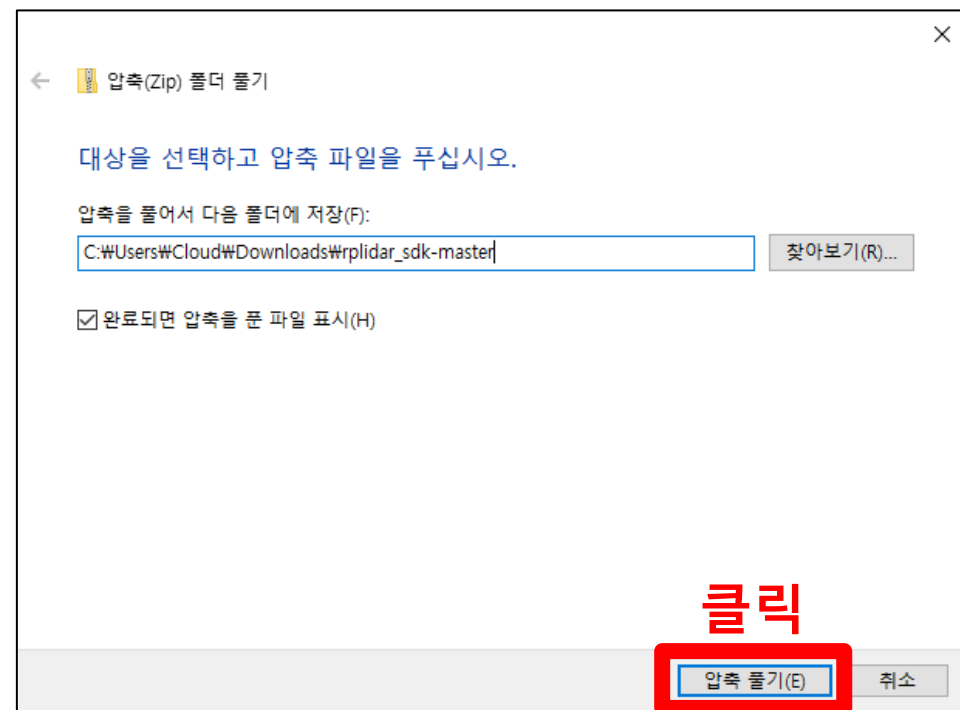 압축(Zip) 폴더 풀기
대상을 선택하고 압축 파일을 푸십시오.
압축을 풀어서 다음 폴더에 저장(F):
C:₩Users₩Cloud₩Downloads₩rplidar_sdk-master
찾아보기(R)...
완료되면 압축을 푼 파일 표시(H)
클릭
압축 풀기(E)
취소